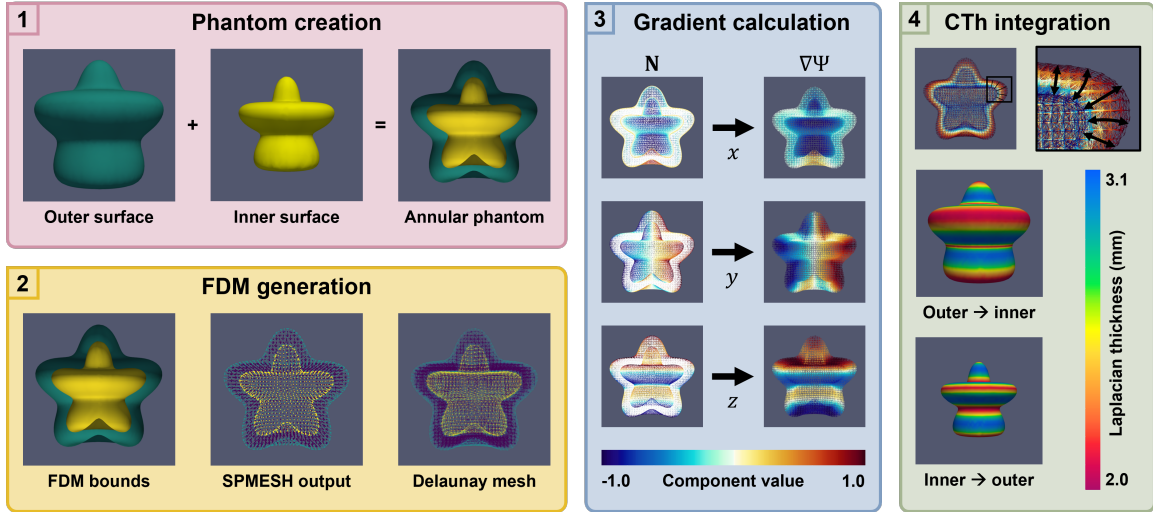 1
Phantom creation
+
=
Outer surface
Inner surface
Annular phantom
2
FDM generation
FDM bounds
SPMESH output
Delaunay mesh
3
Gradient calculation
N
∇Ψ
x
y
z
-1.0
Component value
1.0
4
CTh integration
Outer → inner
Inner → outer
3.1
Laplacian thickness (mm)
2.0